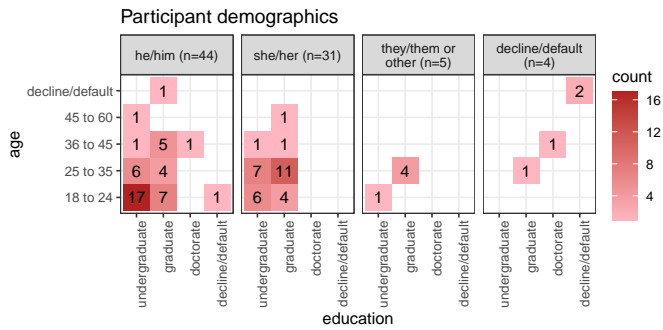 Participant demographics
he/him (n=44)
she/her (n=31)
they/them or
other (n=5)
decline/default
(n=4)
age
decline/default
45 to 60
36 to 45
25 to 35
18 to 24
1
1
1 5 1
6 4
17 7 1
1
1 1
7 11
6 4
4
1
2
1
1
undergraduate
graduate
doctorate
decline/default
undergraduate
graduate
doctorate
decline/default
undergraduate
graduate
doctorate
decline/default
undergraduate
graduate
doctorate
decline/default
education
count
16
12
8
4